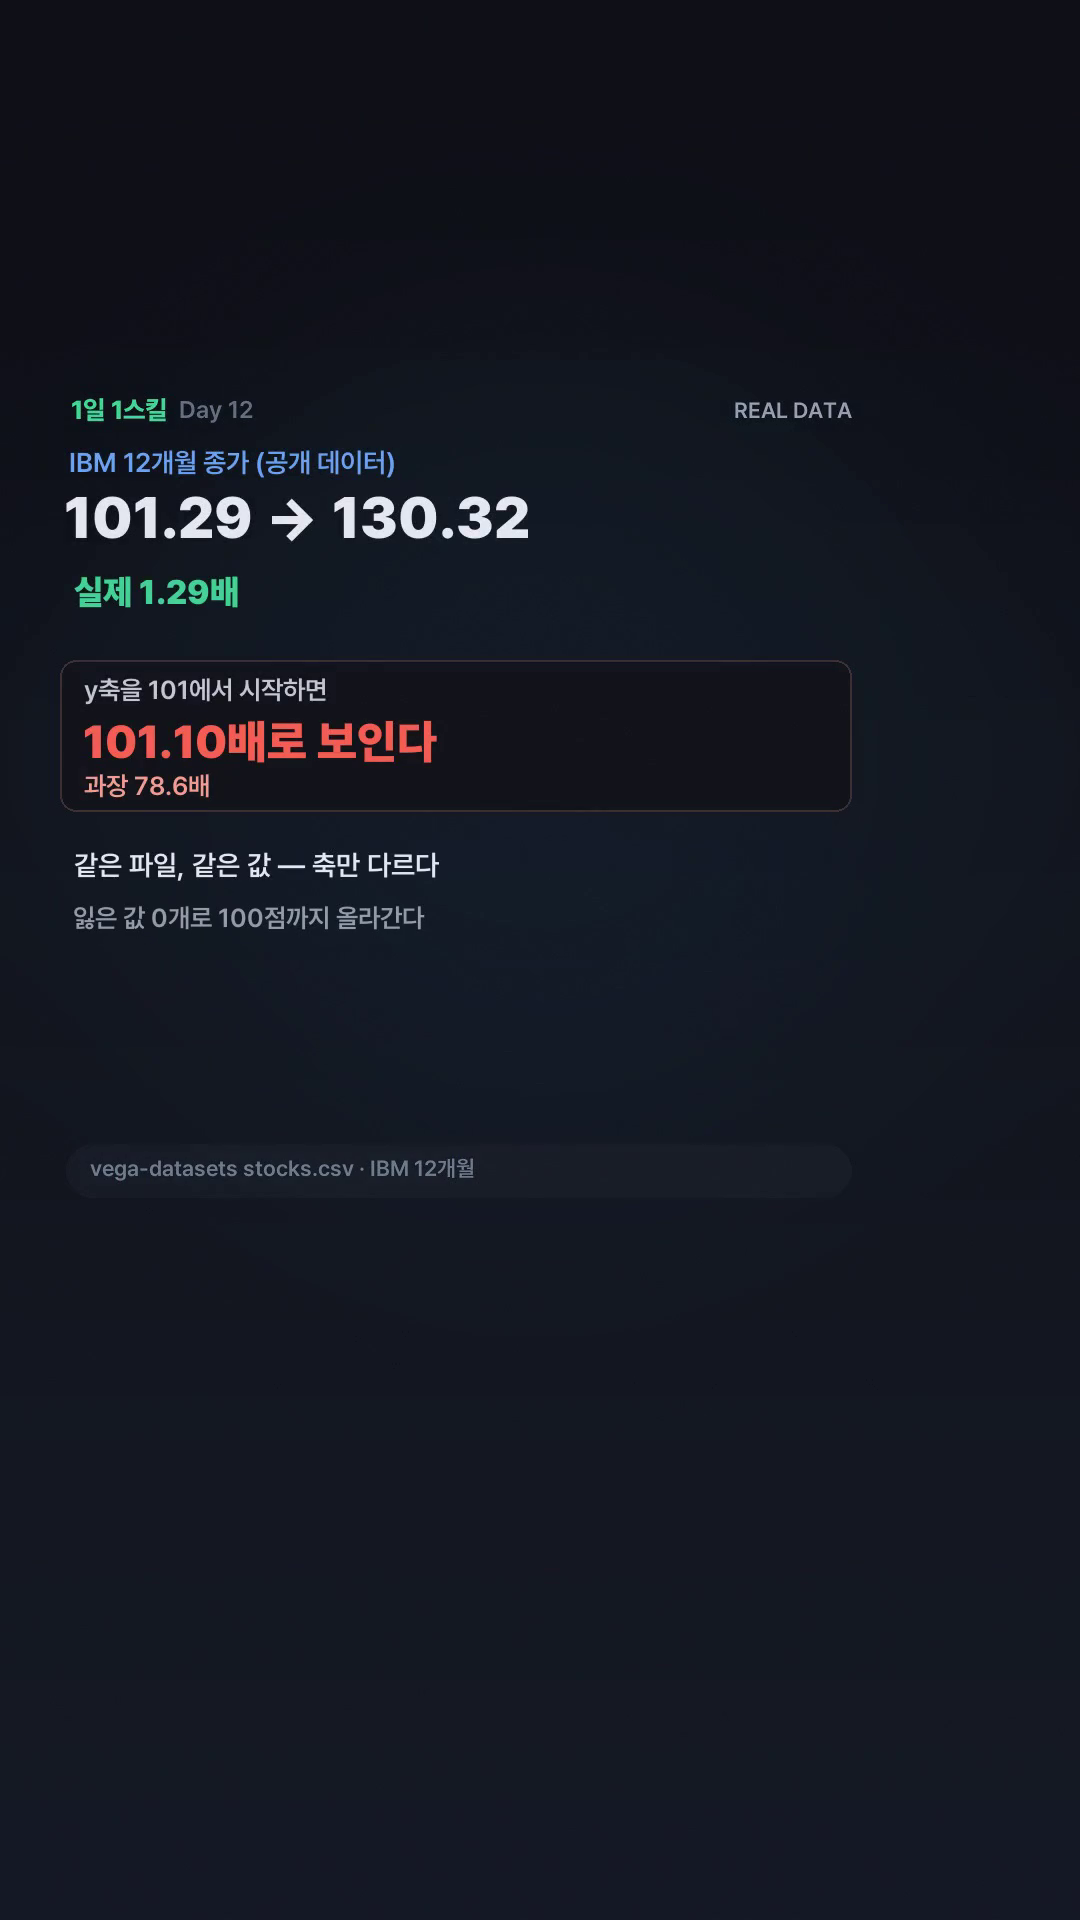 1일 1스킬 Day 12
REAL DATA
IBM 12개월 종가 (공개 데이터)
101.29 → 130.32
실제 1.29배
y축을 101에서 시작하면
101.10배로 보인다
과장 78.6배
같은 파일, 같은 값 — 축만 다르다
잃은 값 0개로 100점까지 올라간다
vega-datasets stocks.csv · IBM 12개월